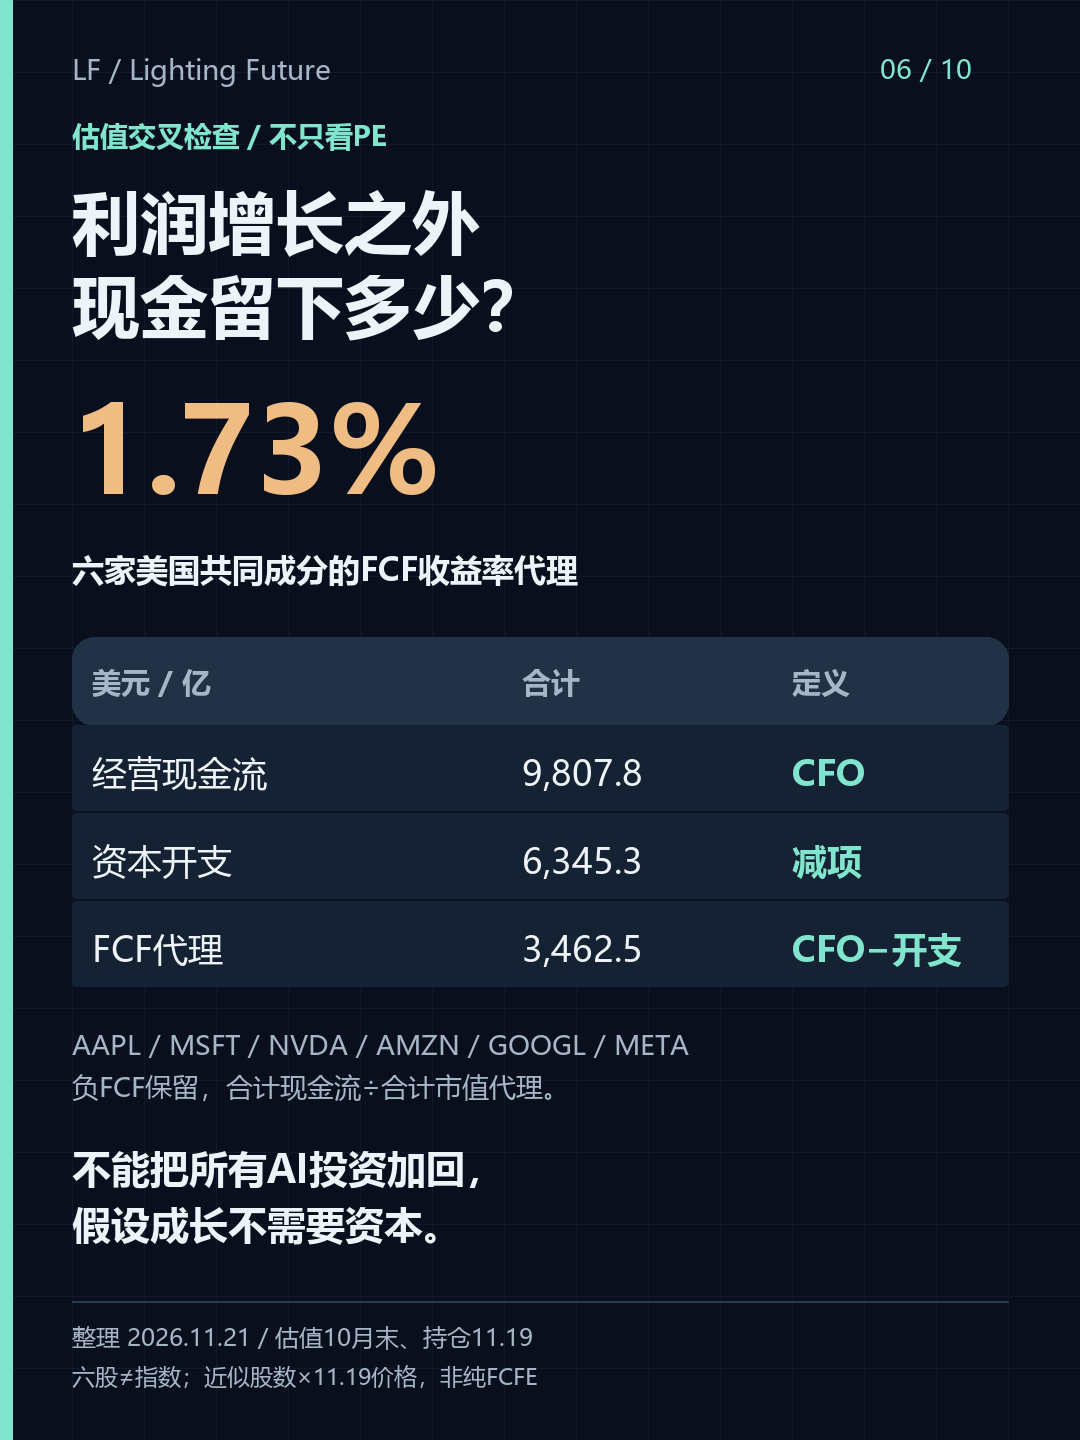 LF / Lighting Future
06 / 10
估值交叉检查 / 不只看PE
利润增长之外
现金留下多少？
1.73%
六家美国共同成分的FCF收益率代理
美元 / 亿 合计 定义
经营现金流 9,807.8 CFO
资本开支 6,345.3 减项
FCF代理 3,462.5 CFO−开支
AAPL / MSFT / NVDA / AMZN / GOOGL / META
负FCF保留，合计现金流÷合计市值代理。
不能把所有AI投资加回，
假设成长不需要资本。
整理 2026.11.21 / 估值10月末、持仓11.19
六股≠指数；近似股数×11.19价格，非纯FCFE